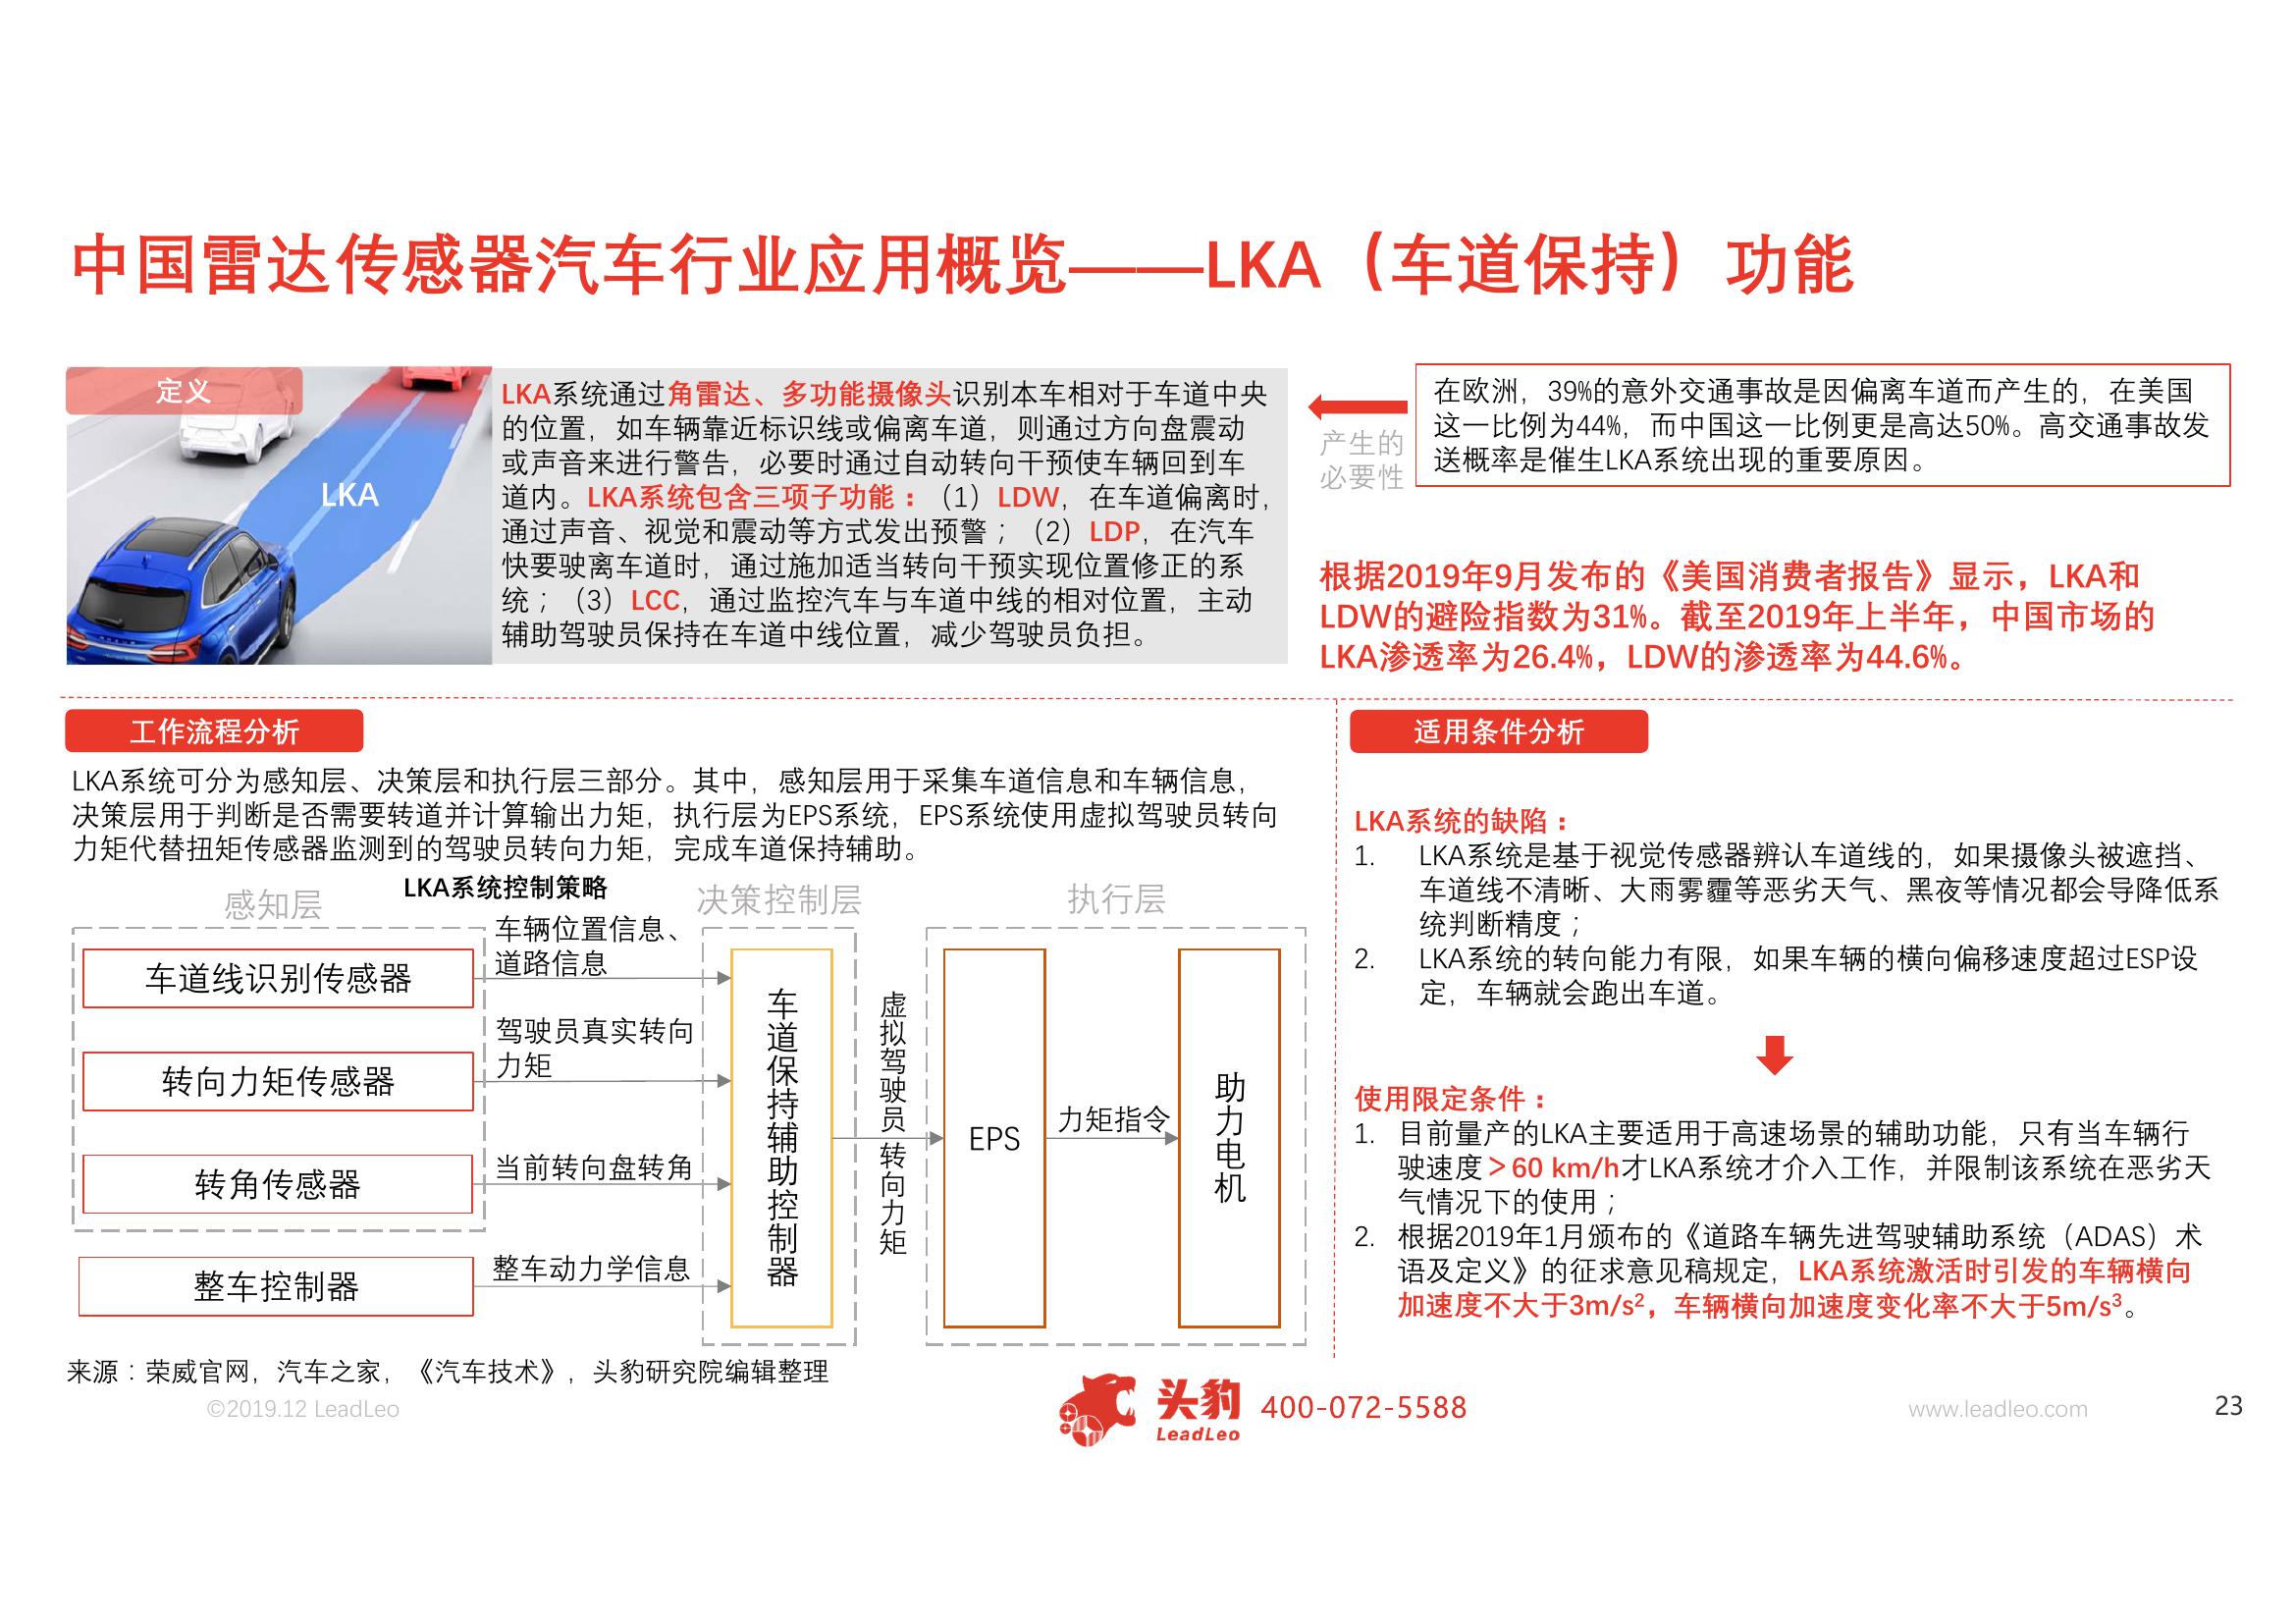 中国雷达传感器汽车行业应用概览——LKA（车道保持）功能
定义
LKA
LKA系统通过角雷达、多功能摄像头识别本车相对于车道中央
的位置，如车辆靠近标识线或偏离车道，则通过方向盘震动
或声音来进行警告，必要时通过自动转向干预使车辆回到车
道内。LKA系统包含三项子功能：（1）LDW，在车道偏离时，
通过声音、视觉和震动等方式发出预警；（2）LDP，在汽车
快要驶离车道时，通过施加适当转向干预实现位置修正的系
统；（3）LCC，通过监控汽车与车道中线的相对位置，主动
辅助驾驶员保持在车道中线位置，减少驾驶员负担。
产生的
必要性
在欧洲，39%的意外交通事故是因偏离车道而产生的，在美国
这一比例为44%，而中国这一比例更是高达50%。高交通事故发
送概率是催生LKA系统出现的重要原因。
根据2019年9月发布的《美国消费者报告》显示，LKA和
LDW的避险指数为31%。截至2019年上半年，中国市场的
LKA渗透率为26.4%，LDW的渗透率为44.6%。
工作流程分析
LKA系统可分为感知层、决策层和执行层三部分。其中，感知层用于采集车道信息和车辆信息，
决策层用于判断是否需要转道并计算输出力矩，执行层为EPS系统，EPS系统使用虚拟驾驶员转向
力矩代替扭矩传感器监测到的驾驶员转向力矩，完成车道保持辅助。
LKA系统控制策略
感知层
决策控制层
执行层
车道线识别传感器
车辆位置信息、
道路信息
转向力矩传感器
驾驶员真实转向
力矩
转角传感器
当前转向盘转角
整车控制器
整车动力学信息
车道保持辅助控制器
虚拟驾驶员转向力矩
EPS
力矩指令
助力电机
适用条件分析
LKA系统的缺陷：
1. LKA系统是基于视觉传感器辨认车道线的，如果摄像头被遮挡、
车道线不清晰、大雨雾霾等恶劣天气、黑夜等情况都会导降低系
统判断精度；
2. LKA系统的转向能力有限，如果车辆的横向偏移速度超过ESP设
定，车辆就会跑出车道。
使用限定条件：
1. 目前量产的LKA主要适用于高速场景的辅助功能，只有当车辆行
驶速度＞60 km/h才LKA系统才介入工作，并限制该系统在恶劣天
气情况下的使用；
2. 根据2019年1月颁布的《道路车辆先进驾驶辅助系统（ADAS）术
语及定义》的征求意见稿规定，LKA系统激活时引发的车辆横向
加速度不大于3m/s²，车辆横向加速度变化率不大于5m/s³。
来源：荣威官网，汽车之家，《汽车技术》，头豹研究院编辑整理
©2019.12 LeadLeo
头豹
LeadLeo
400-072-5588
www.leadleo.com
23